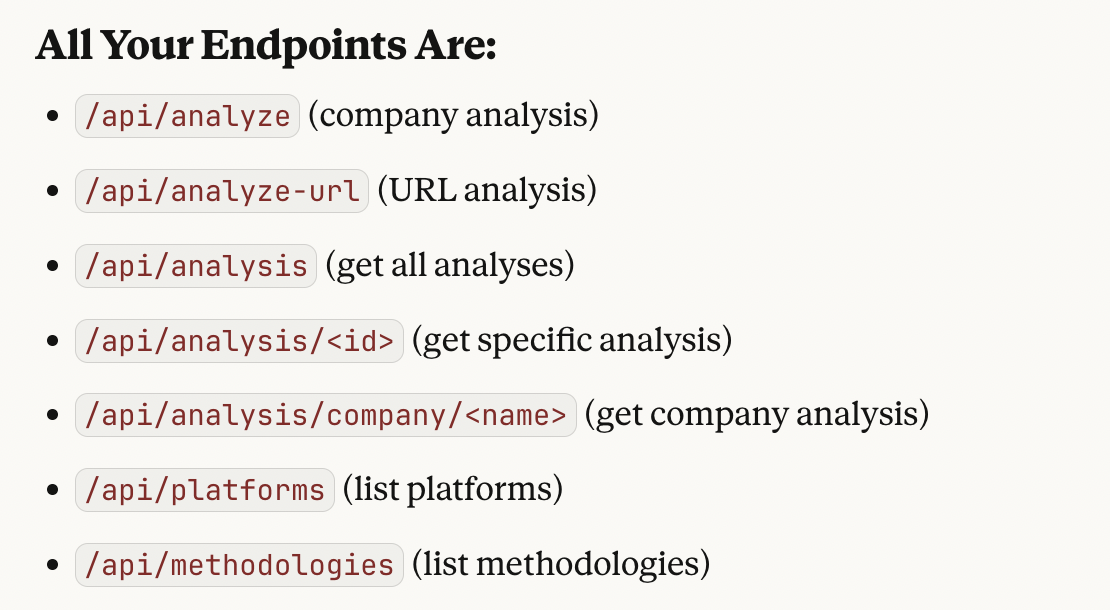 All Your Endpoints Are:
• /api/analyze (company analysis)
• /api/analyze-url (URL analysis)
• /api/analysis (get all analyses)
• /api/analysis/<id> (get specific analysis)
• /api/analysis/company/<name> (get company analysis)
• /api/platforms (list platforms)
• /api/methodologies (list methodologies)